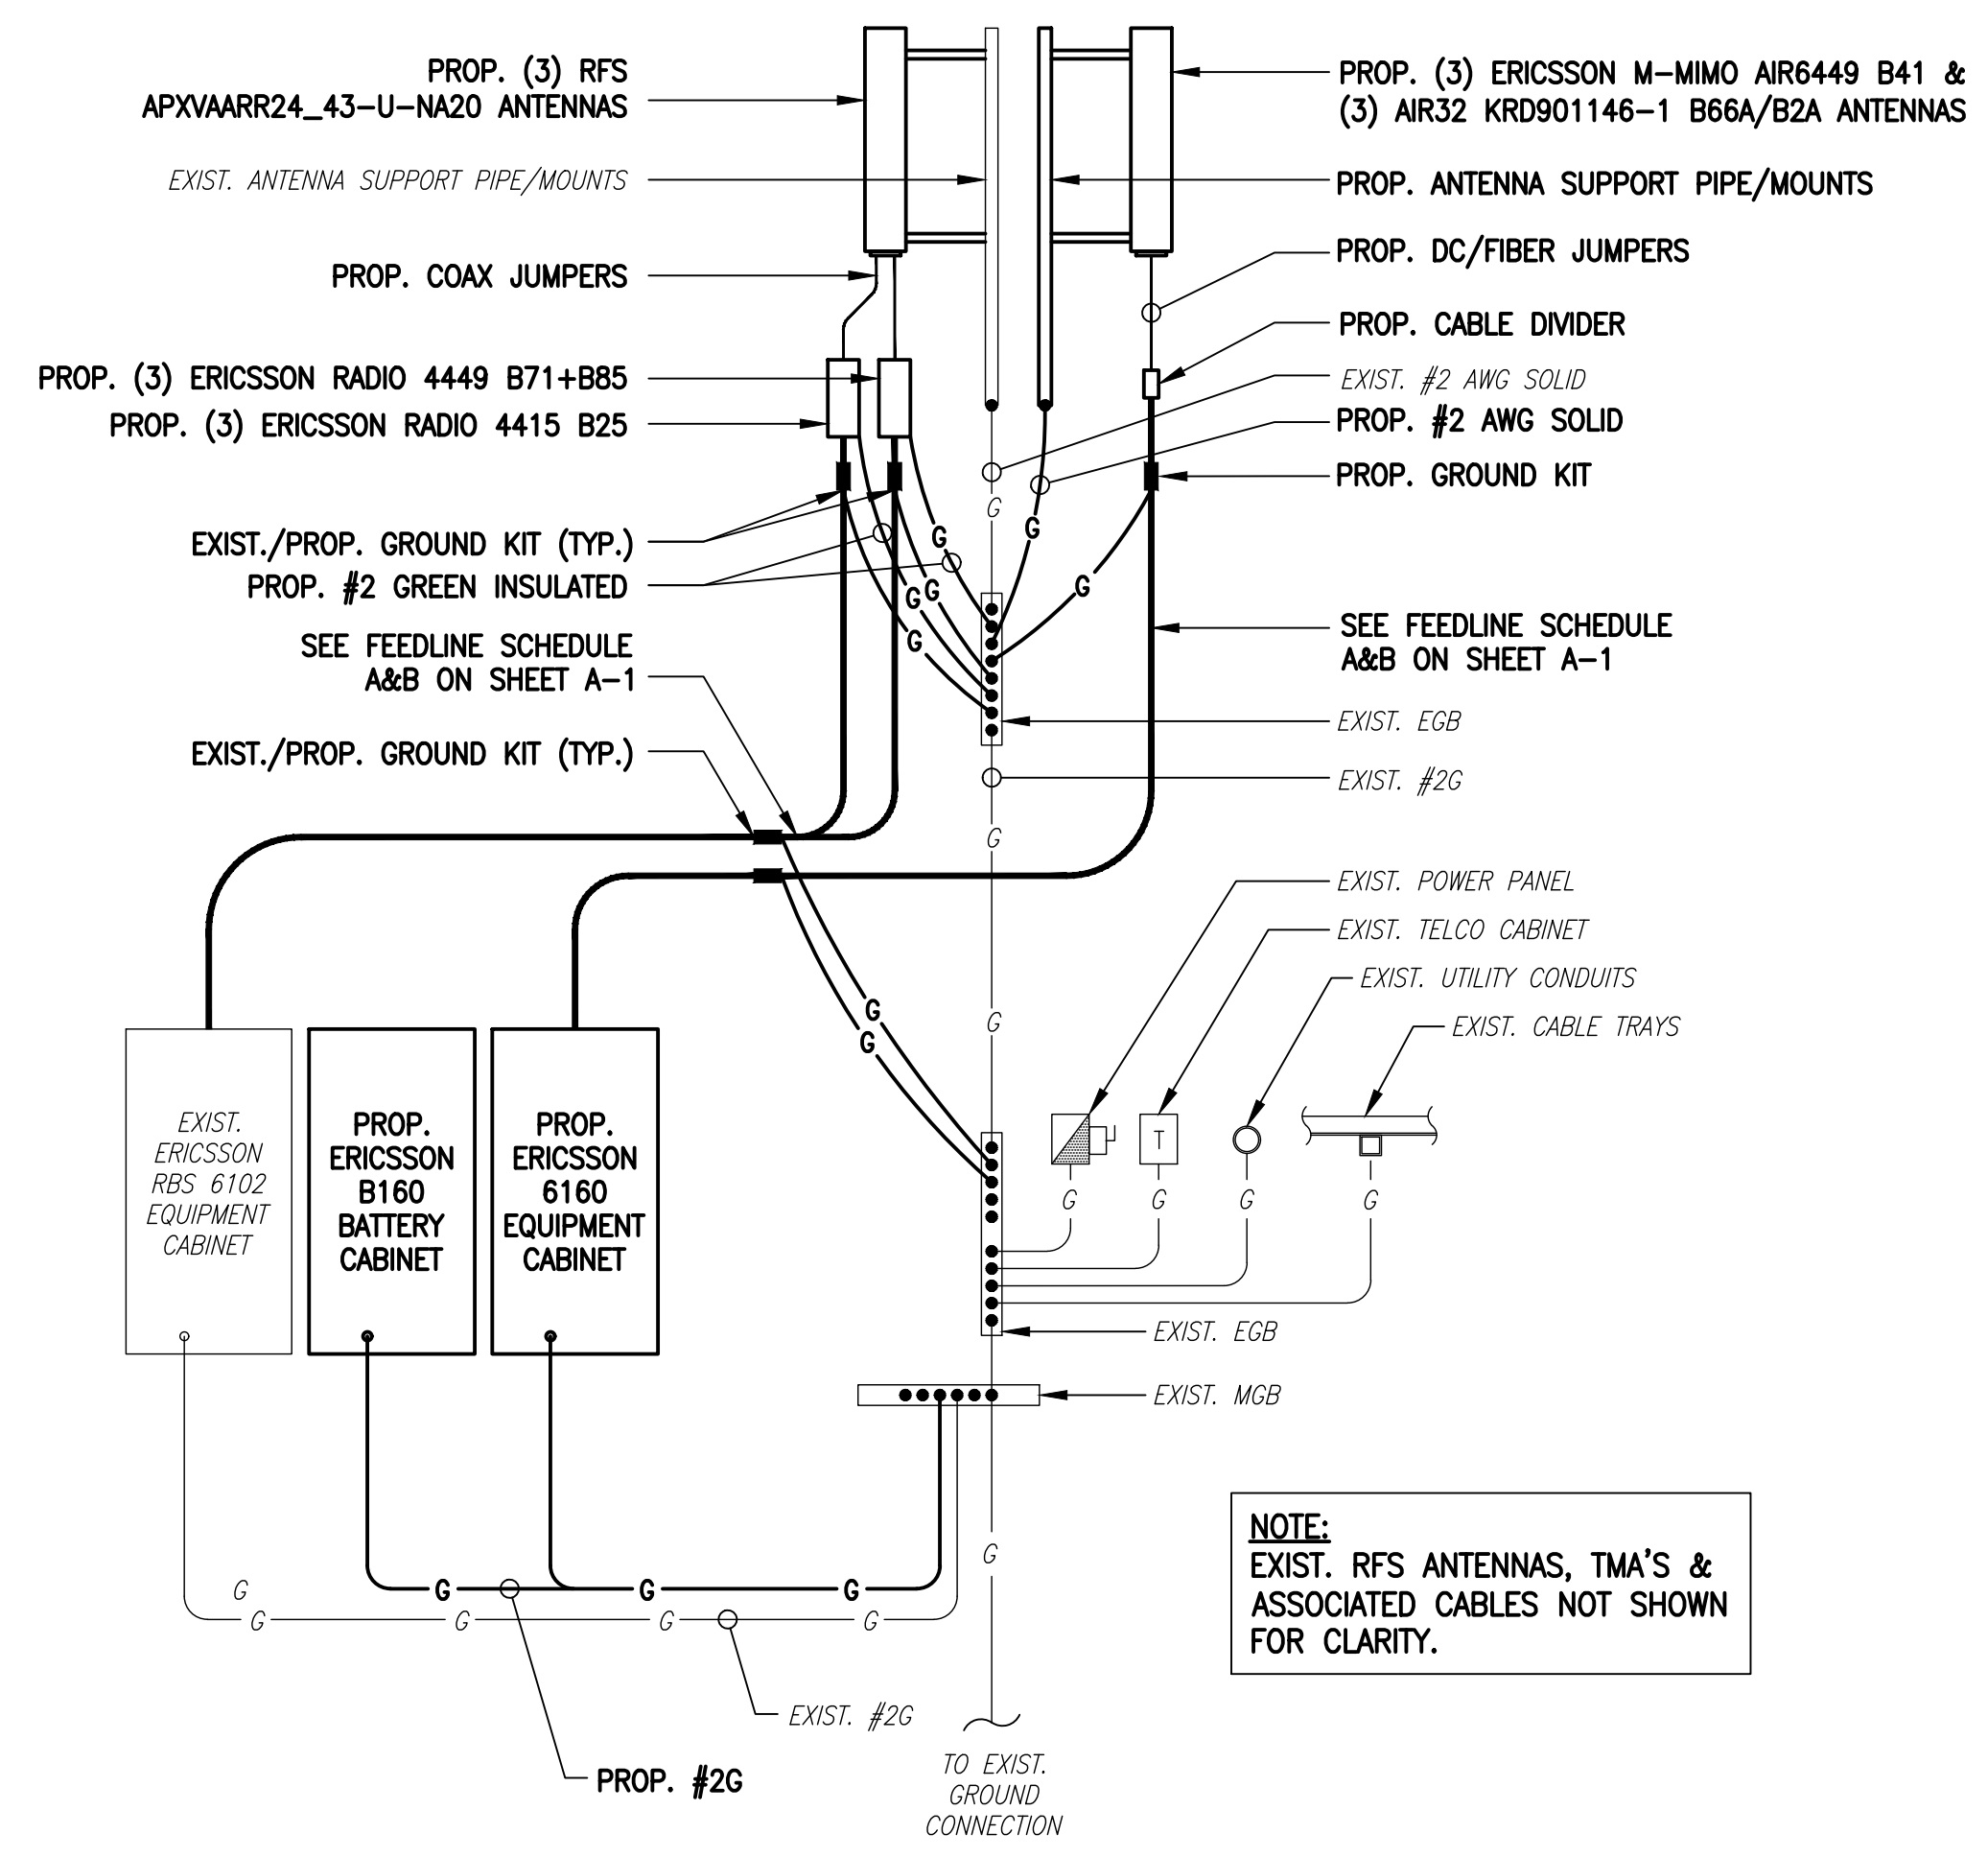 PROP. (3) RFS
APXVAARR24_43-U-NA20 ANTENNAS
EXIST. ANTENNA SUPPORT PIPE/MOUNTS
PROP. COAX JUMPERS
PROP. (3) ERICSSON RADIO 4449 B71+B85
PROP. (3) ERICSSON RADIO 4415 B25
EXIST./PROP. GROUND KIT (TYP.)
PROP. #2 GREEN INSULATED
SEE FEEDLINE SCHEDULE
A&B ON SHEET A-1
EXIST./PROP. GROUND KIT (TYP.)
PROP. (3) ERICSSON M-MIMO AIR6449 B41 &
(3) AIR32 KRD901146-1 B66A/B2A ANTENNAS
PROP. ANTENNA SUPPORT PIPE/MOUNTS
PROP. DC/FIBER JUMPERS
PROP. CABLE DIVIDER
EXIST. #2 AWG SOLID
PROP. #2 AWG SOLID
PROP. GROUND KIT
SEE FEEDLINE SCHEDULE
A&B ON SHEET A-1
EXIST. EGB
EXIST. #2G
EXIST. POWER PANEL
EXIST. TELCO CABINET
EXIST. UTILITY CONDUITS
EXIST. CABLE TRAYS
G
G
G
G
G
G
G
G
G
G
G
G
EXIST.
ERICSSON
RBS 6102
EQUIPMENT
CABINET
PROP.
ERICSSON
B160
BATTERY
CABINET
PROP.
ERICSSON
6160
EQUIPMENT
CABINET
T
G
G
G
G
EXIST. EGB
EXIST. MGB
G
G
G
G
G
G
G
G
G
EXIST. #2G
PROP. #2G
TO EXIST.
GROUND
CONNECTION
NOTE:
EXIST. RFS ANTENNAS, TMA'S &
ASSOCIATED CABLES NOT SHOWN
FOR CLARITY.